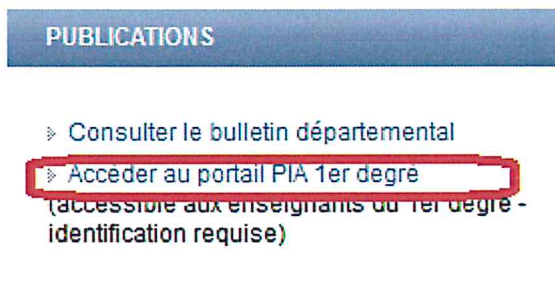 PUBLICATIONS
Consulter le bulletin départemental
Accéder au portail PIA 1er degré
(accessible aux enseignants du 1er degré -
identification requise)